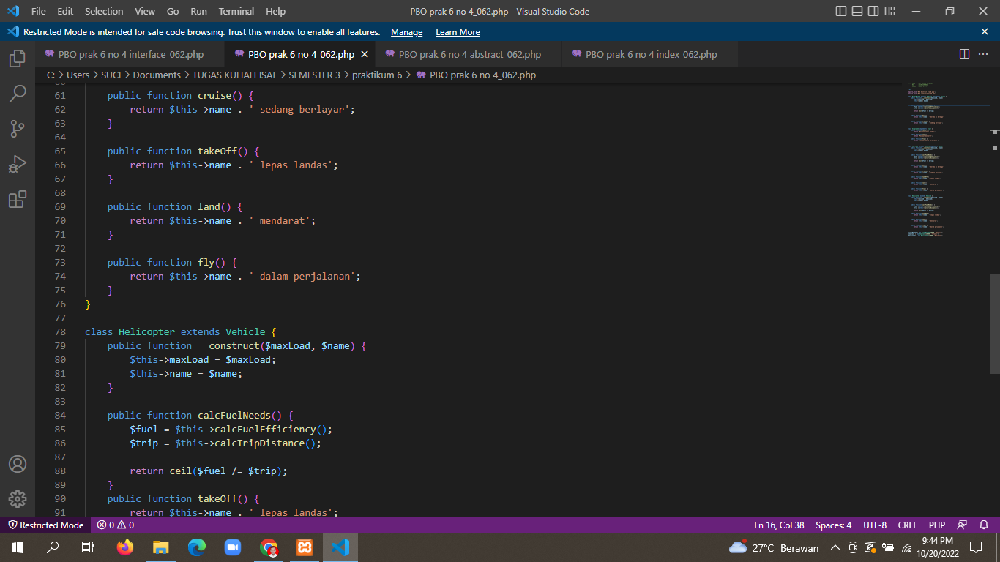 File Edit Selection View Go Run Terminal Help PBO prak 6 no 4_062.php - Visual Studio Code
Restricted Mode is intended for safe code browsing. Trust this window to enable all features. Manage Learn More
PBO prak 6 no 4 interface_062.php PBO prak 6 no 4_062.php PBO prak 6 no 4 abstract_062.php PBO prak 6 no 4 index_062.php
C: > Users > SUCI > Documents > TUGAS KULIAH ISAL > SEMESTER 3 > praktikum 6 > PBO prak 6 no 4_062.php
61 public function cruise() {
62 return $this->name . ' sedang berlayar';
63 }
64
65 public function takeOff() {
66 return $this->name . ' lepas landas';
67 }
68
69 public function land() {
70 return $this->name . ' mendarat';
71 }
72
73 public function fly() {
74 return $this->name . ' dalam perjalanan';
75 }
76 }
77
78 class Helicopter extends Vehicle {
79 public function __construct($maxLoad, $name) {
80 $this->maxLoad = $maxLoad;
81 $this->name = $name;
82 }
83
84 public function calcFuelNeeds() {
85 $fuel = $this->calcFuelEfficiency();
86 $trip = $this->calcTripDistance();
87
88 return ceil($fuel /= $trip);
89 }
90 public function takeOff() {
91 return $this->name . ' lepas landas';
Restricted Mode 0 0 Ln 16, Col 38 Spaces: 4 UTF-8 CRLF PHP
27°C Berawan 9:44 PM
10/20/2022